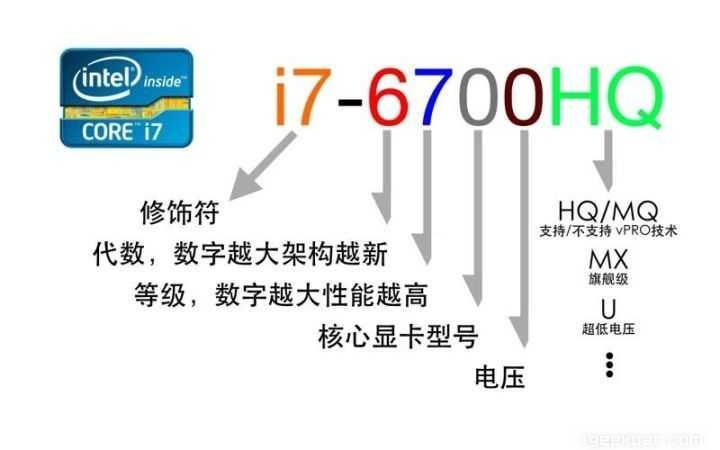 intel inside™
CORE™ i7
i7-6700HQ
修饰符
代数，数字越大架构越新
等级，数字越大性能越高
核心显卡型号
电压
HQ/MQ
支持/不支持 vPRO技术
MX
旗舰级
U
超低电压